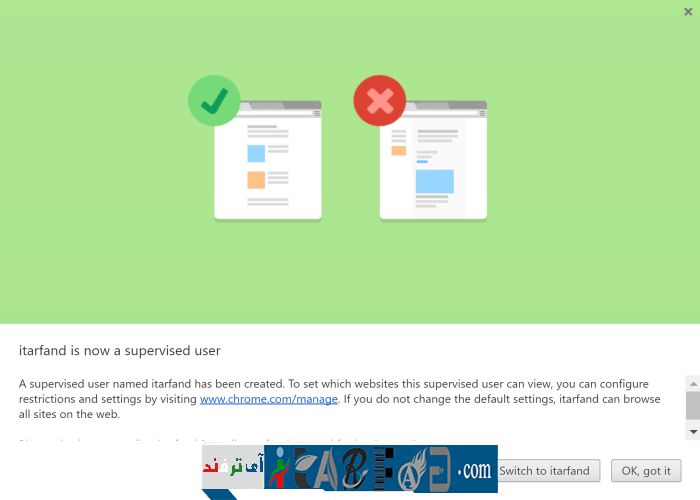 itarfand is now a supervised user
A supervised user named itarfand has been created. To set which websites this supervised user can view, you can configure
restrictions and settings by visiting www.chrome.com/manage. If you do not change the default settings, itarfand can browse
all sites on the web.
آی ترفند iTARFAND .com
Switch to itarfand
OK, got it